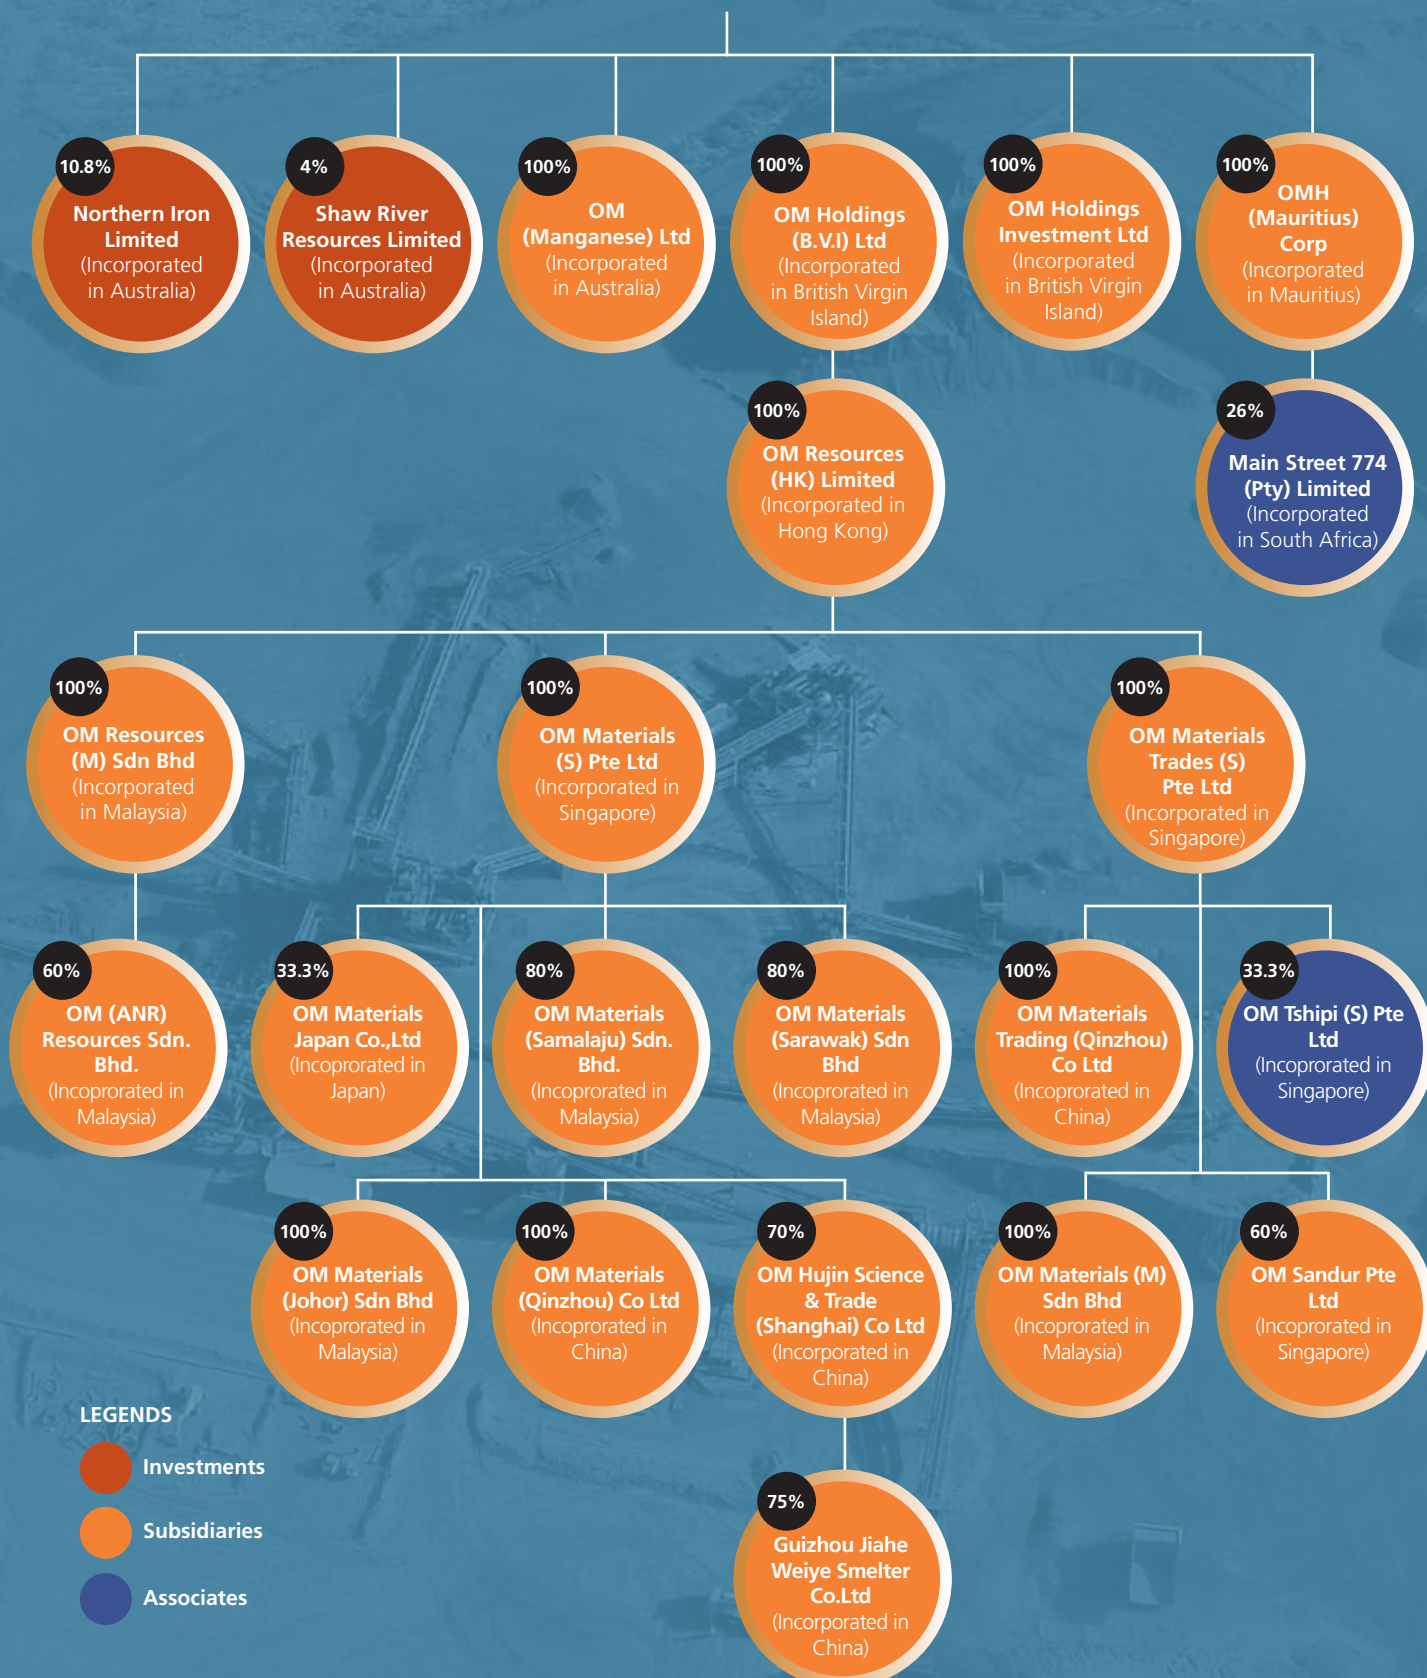 10.8%
Northern Iron
Limited
(Incorporated
in Australia)
4%
Shaw River
Resources Limited
(Incorporated
in Australia)
100%
OM
(Manganese) Ltd
(Incorporated
in Australia)
100%
OM Holdings
(B.V.I) Ltd
(Incorporated
in British Virgin
Island)
100%
OM Holdings
Investment Ltd
(Incorporated
in British Virgin
Island)
100%
OMH
(Mauritius)
Corp
(Incorporated
in Mauritius)
100%
OM Resources
(HK) Limited
(Incorporated in
Hong Kong)
26%
Main Street 774
(Pty) Limited
(Incorporated
in South Africa)
100%
OM Resources
(M) Sdn Bhd
(Incorporated
in Malaysia)
100%
OM Materials
(S) Pte Ltd
(Incorporated in
Singapore)
100%
OM Materials
Trades (S)
Pte Ltd
(Incorporated in
Singapore)
60%
OM (ANR)
Resources Sdn.
Bhd.
(Incoprorated in
Malaysia)
33.3%
OM Materials
Japan Co.,Ltd
(Incoprorated in
Japan)
80%
OM Materials
(Samalaju) Sdn.
Bhd.
(Incoprorated in
Malaysia)
80%
OM Materials
(Sarawak) Sdn
Bhd
(Incoprorated in
Malaysia)
100%
OM Materials
Trading (Qinzhou)
Co Ltd
(Incoprorated in
China)
33.3%
OM Tshipi (S) Pte
Ltd
(Incoprorated in
Singapore)
100%
OM Materials
(Johor) Sdn Bhd
(Incoprorated in
Malaysia)
100%
OM Materials
(Qinzhou) Co Ltd
(Incoprorated in
China)
70%
OM Hujin Science
& Trade
(Shanghai) Co Ltd
(Incoprorated in
China)
100%
OM Materials (M)
Sdn Bhd
(Incoprorated in
Malaysia)
60%
OM Sandur Pte
Ltd
(Incoprorated in
Singapore)
75%
Guizhou Jiahe
Weiye Smelter
Co.Ltd
(Incoprorated in
China)
LEGENDS
Investments
Subsidiaries
Associates